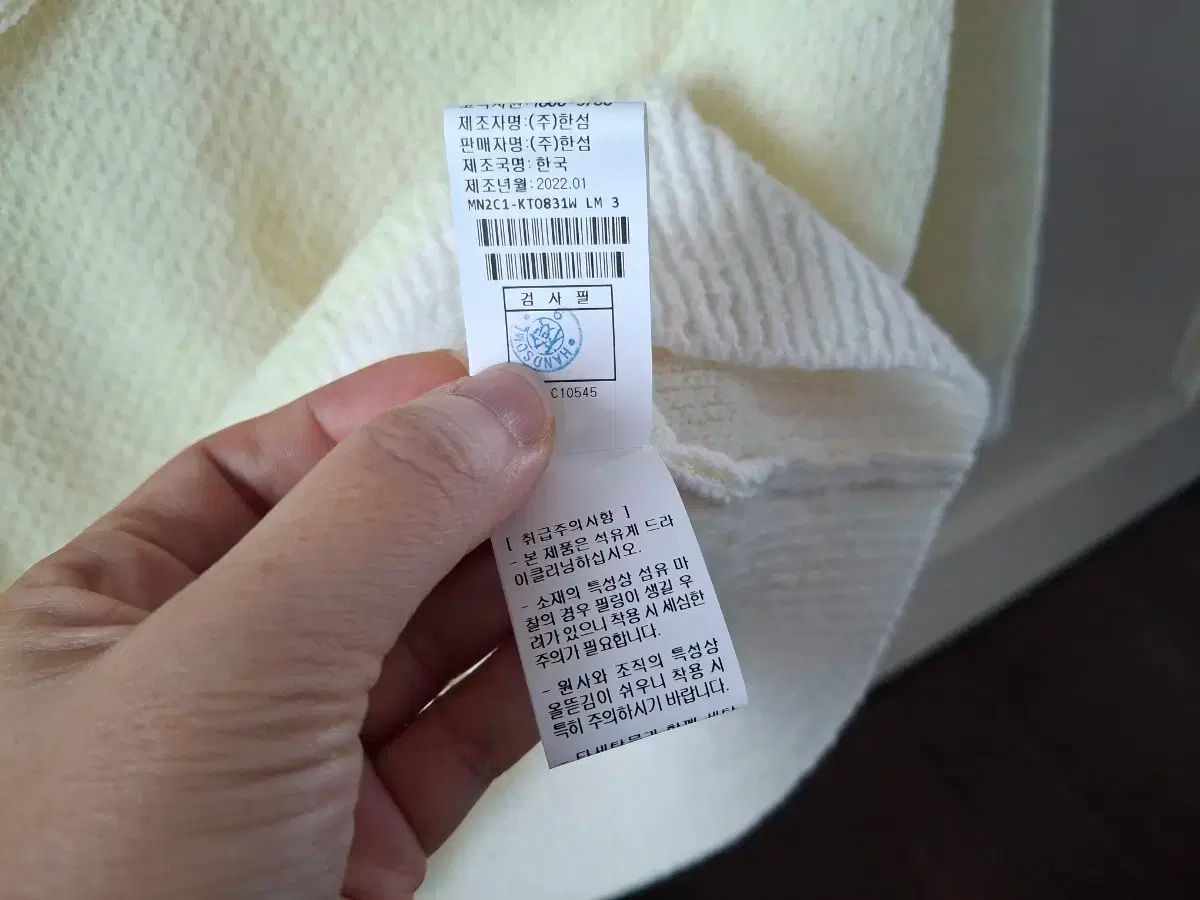 제조자명:(주)한섬
판매자명:(주)한섬
제조국명: 한국
제조년월: 2022.01
MN2C1-KT0831W LM 3
검 사 필
HANDSOME
C10545
[ 취급주의사항 ]
- 본 제품은 석유계 드라
이클리닝하십시오.
- 소재의 특성상 섬유 마
찰의 경우 필링이 생길 우
려가 있으니 착용 시 세심한
주의가 필요합니다.
- 원사와 조직의 특성상
올뜯김이 쉬우니 착용 시
특히 주의하시기 바랍니다.